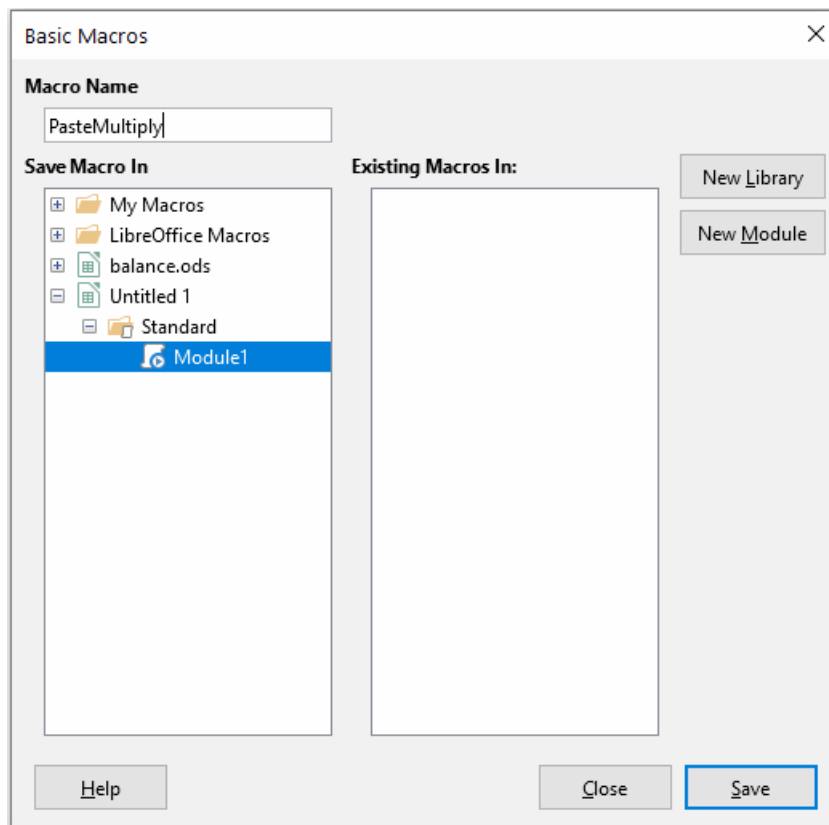 Basic Macros
Macro Name
PasteMultiply
Save Macro In
Existing Macros In:
New Library
My Macros
LibreOffice Macros
New Module
balance.ods
Untitled 1
Standard
Module1
Help
Close
Save